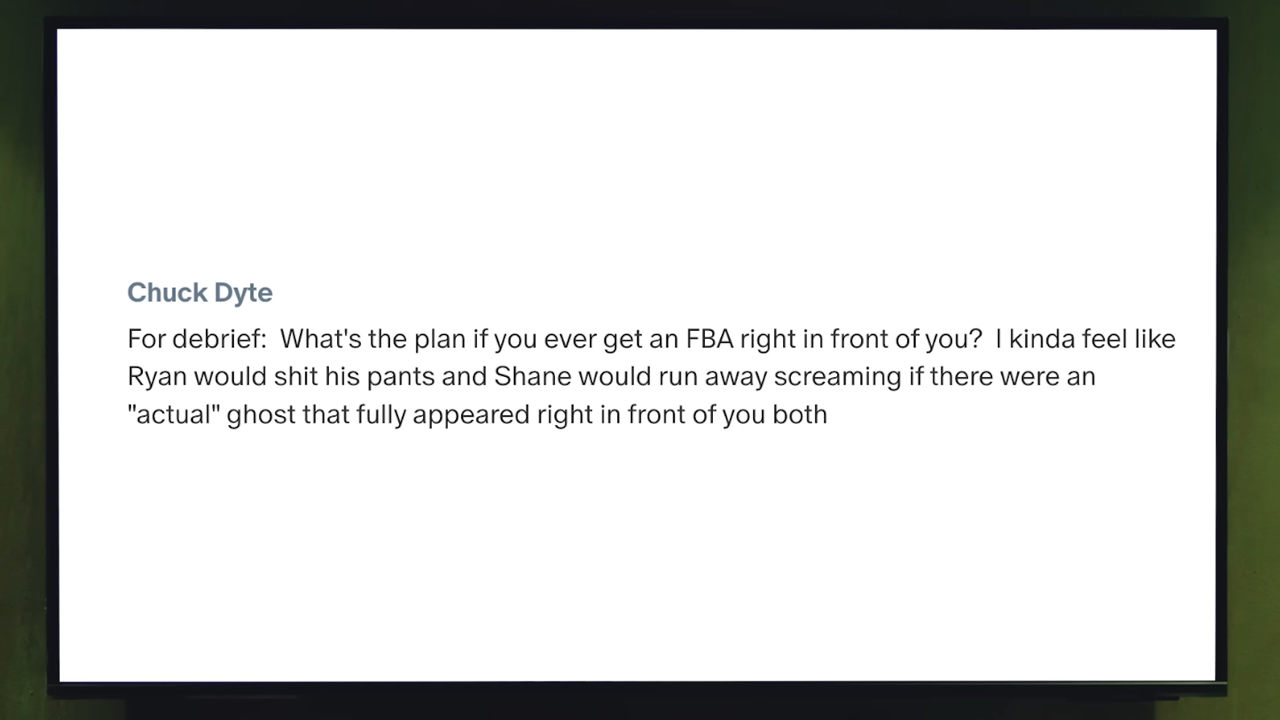 Chuck Dyte
For debrief:  What's the plan if you ever get an FBA right in front of you?  I kinda feel like
Ryan would shit his pants and Shane would run away screaming if there were an
"actual" ghost that fully appeared right in front of you both